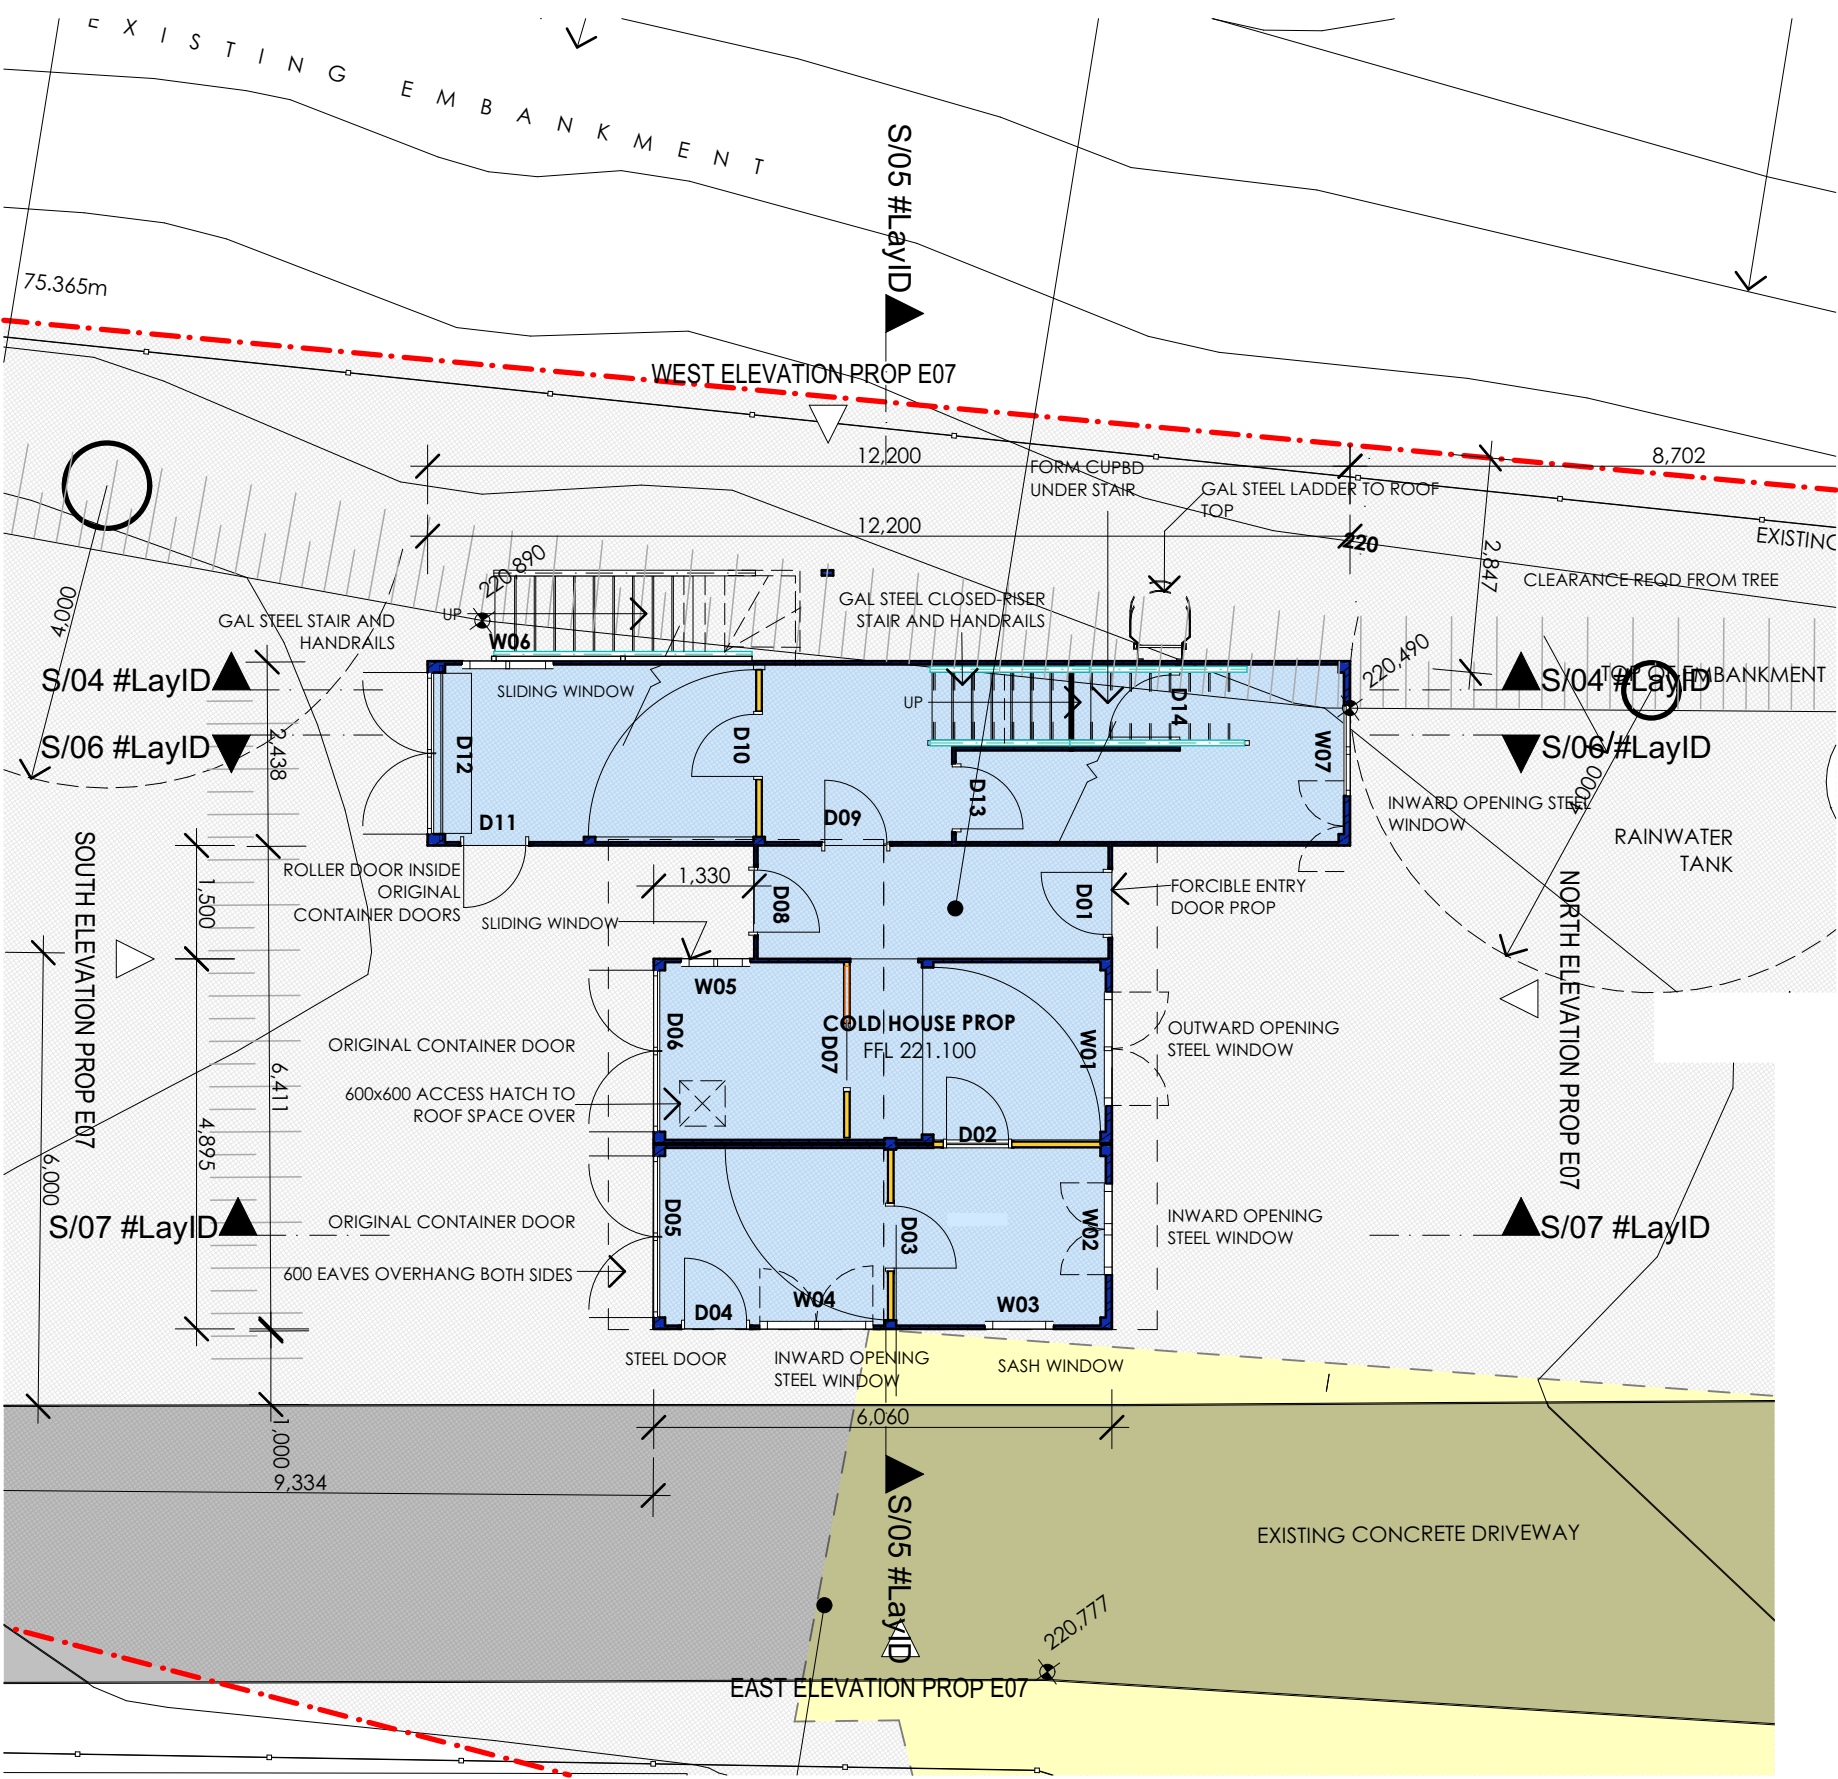 EXISTING EMBANKMENT
S/05 #LayID
75.365m
WEST ELEVATION PROP E07
12,200
8,702
FORM CUPBD
UNDER STAIR
GAL STEEL LADDER TO ROOF
TOP
12,200
220
EXISTING
2,847
CLEARANCE REQD FROM TREE
220,890
4,000
GAL STEEL STAIR AND
HANDRAILS
UP
W06
GAL STEEL CLOSED-RISER
STAIR AND HANDRAILS
220,490
S/04 #LayID
SLIDING WINDOW
UP
D14
S/04 #LayID
TOP OF EMBANKMENT
S/06 #LayID
2,438
D12
D10
W07
S/06 #LayID
4,000
D11
D09
D13
INWARD OPENING STEEL
WINDOW
RAINWATER
TANK
SOUTH ELEVATION PROP E07
1,500
ROLLER DOOR INSIDE
ORIGINAL
CONTAINER DOORS
1,330
D08
D01
FORCIBLE ENTRY
DOOR PROP
NORTH ELEVATION PROP E07
SLIDING WINDOW
W05
COLD HOUSE PROP
FFL 221.100
D06
D07
W01
OUTWARD OPENING
STEEL WINDOW
ORIGINAL CONTAINER DOOR
6,411
600x600 ACCESS HATCH TO
ROOF SPACE OVER
4,895
D02
6,000
S/07 #LayID
ORIGINAL CONTAINER DOOR
D05
D03
W02
INWARD OPENING
STEEL WINDOW
S/07 #LayID
600 EAVES OVERHANG BOTH SIDES
D04
W04
W03
STEEL DOOR
INWARD OPENING
STEEL WINDOW
SASH WINDOW
6,060
1,000
9,334
S/05 #LayID
EXISTING CONCRETE DRIVEWAY
220,777
EAST ELEVATION PROP E07